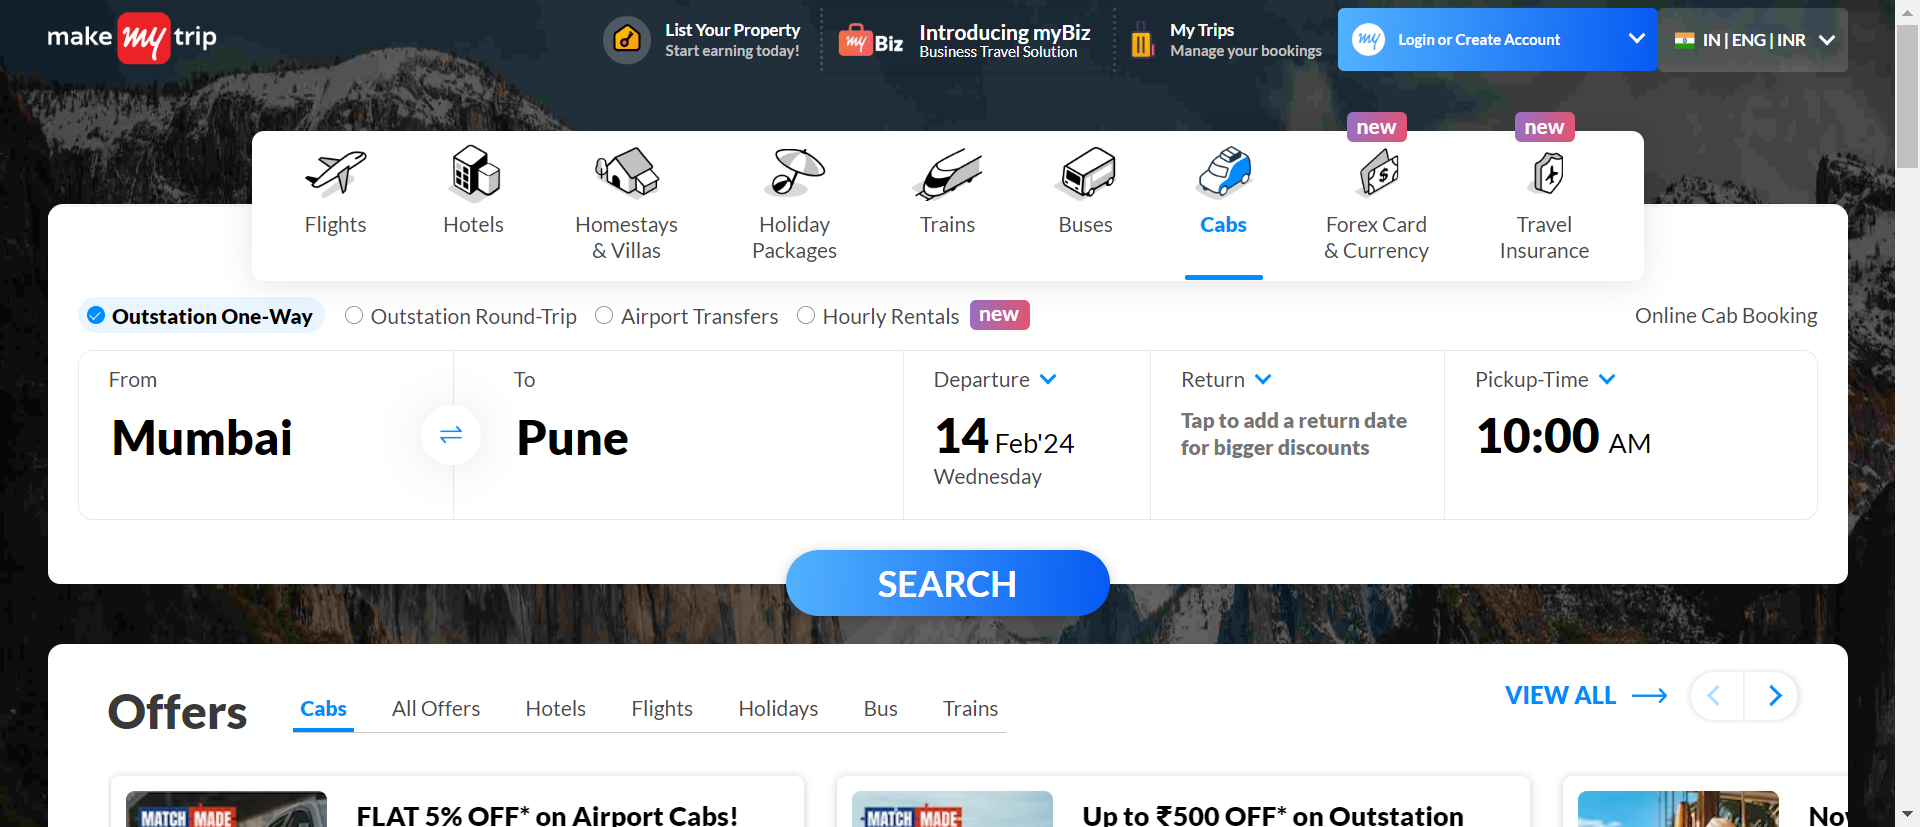 make my trip
List Your Property
Start earning today!
my Biz
Introducing myBiz
Business Travel Solution
My Trips
Manage your bookings
my
Login or Create Account
IN | ENG | INR
new
new
Flights
Hotels
Homestays
& Villas
Holiday
Packages
Trains
Buses
Cabs
Forex Card
& Currency
Travel
Insurance
Outstation One-Way
Outstation Round-Trip
Airport Transfers
Hourly Rentals
new
Online Cab Booking
From
Mumbai
To
Pune
Departure
14 Feb'24
Wednesday
Return
Tap to add a return date
for bigger discounts
Pickup-Time
10:00 AM
SEARCH
Offers
Cabs
All Offers
Hotels
Flights
Holidays
Bus
Trains
VIEW ALL
MATCH MADE
FLAT 5% OFF* on Airport Cabs!
MATCH MADE
Up to ₹500 OFF* on Outstation